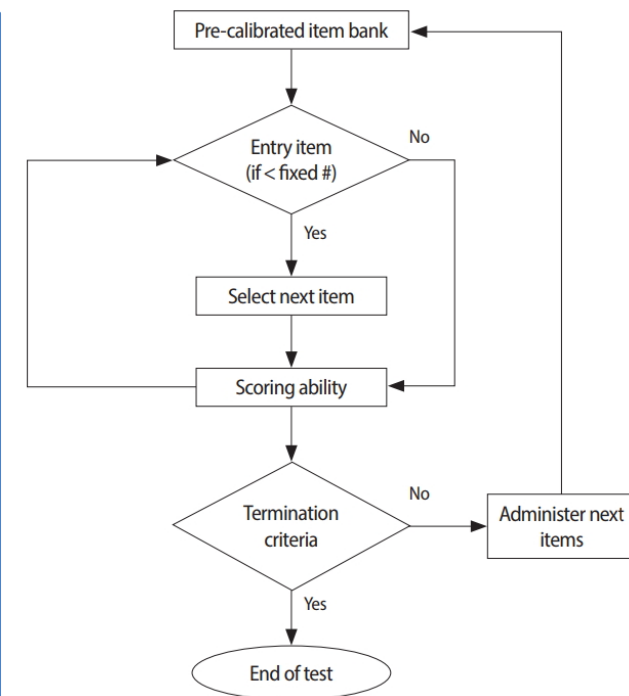 Pre-calibrated item bank
Entry item
(if < fixed #)
No
Yes
Select next item
Scoring ability
Termination
criteria
No
Administer next
items
Yes
End of test